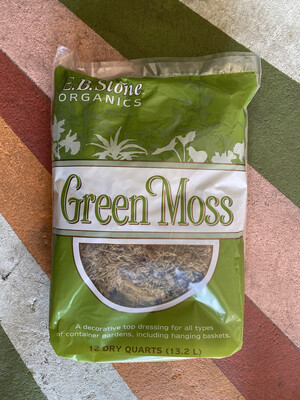 E.B. Stone
ORGANICS
Green Moss
A decorative top dressing for all types
of container gardens, including hanging baskets.
12 DRY QUARTS (13.2 L)